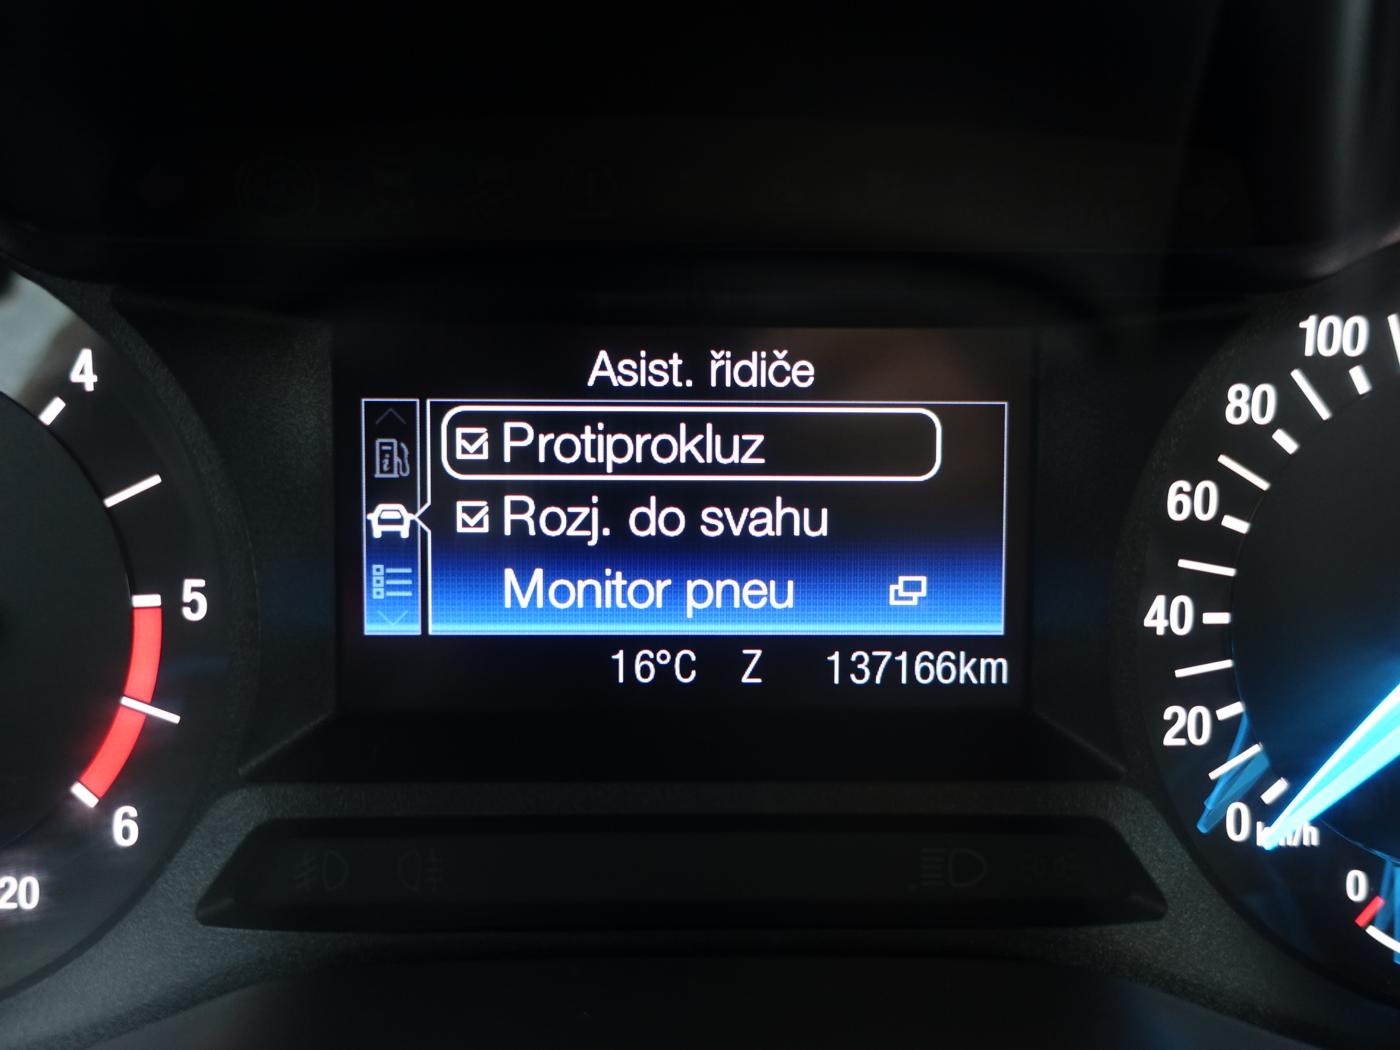 Asist. řidiče
Protiprokluz
Rozj. do svahu
Monitor pneu
16°C Z 137166km
4
5
6
20
100
80
60
40
20
0
km/h
0